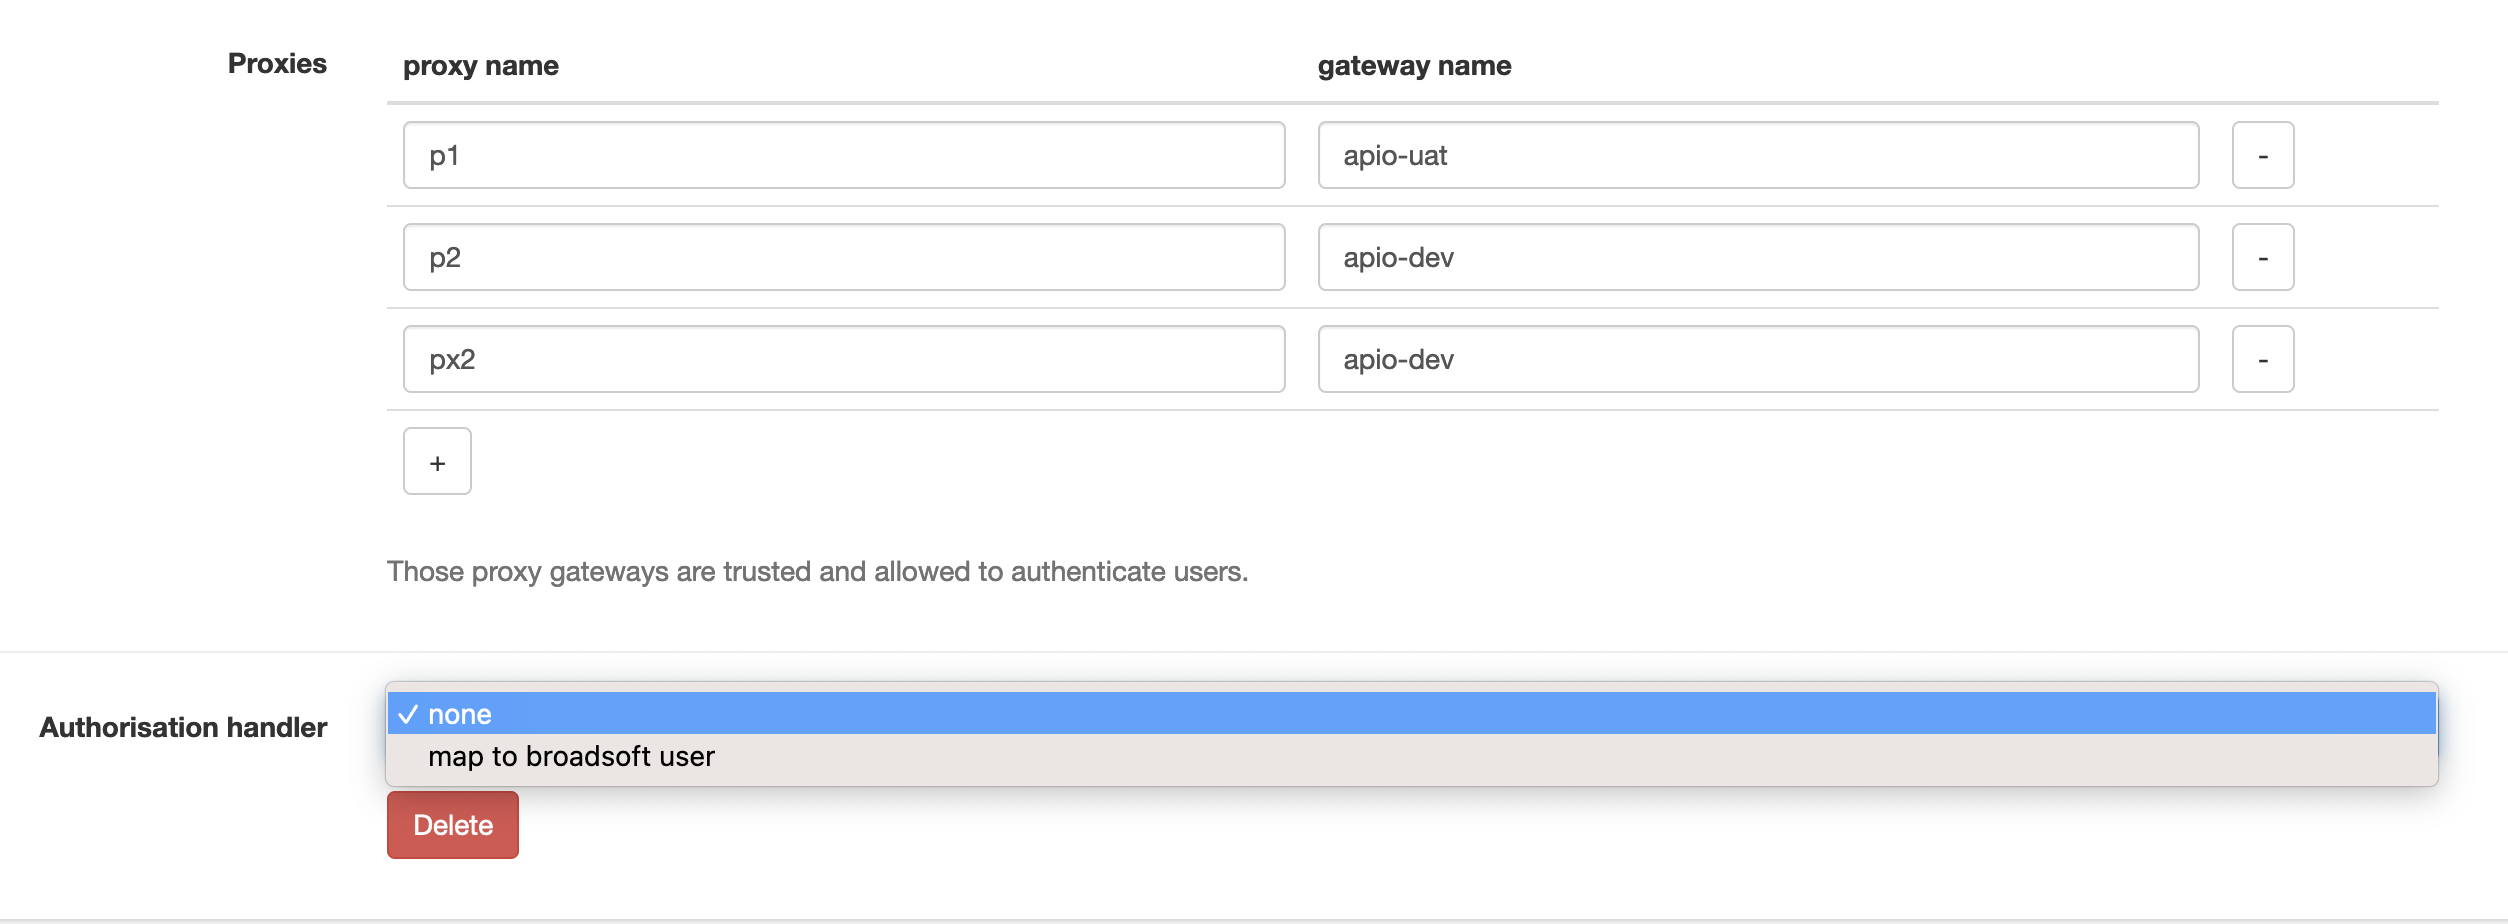 Proxies proxy name gateway name
p1 apio-uat -
p2 apio-dev -
px2 apio-dev -
+
Those proxy gateways are trusted and allowed to authenticate users.
Authorisation handler
✓ none
map to broadsoft user
Delete